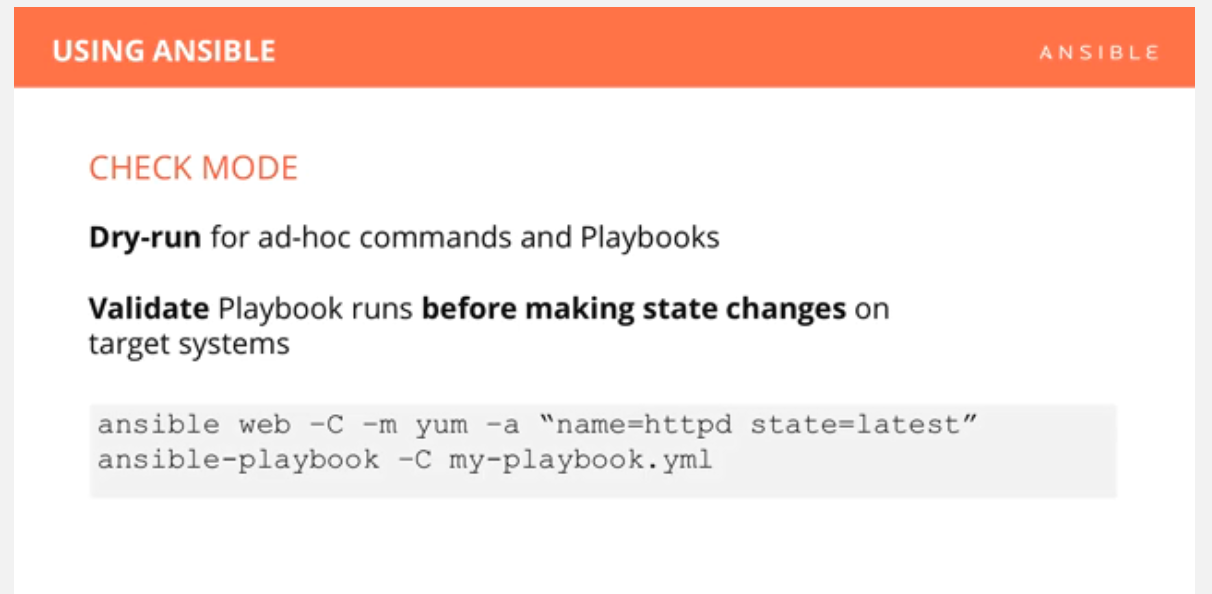 USING ANSIBLE
ANSIBLE
CHECK MODE
Dry-run for ad-hoc commands and Playbooks
Validate Playbook runs before making state changes on
target systems
ansible web -C -m yum -a “name=httpd state=latest”
ansible-playbook -C my-playbook.yml